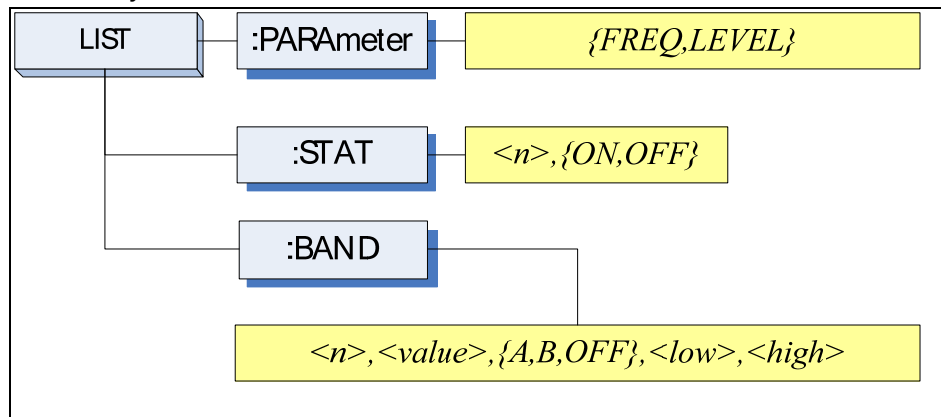 LIST :PARAmeter {FREQ,LEVEL}
:STAT <n>,{ON,OFF}
:BAND
<n>,<value>,{A,B,OFF},<low>,<high>